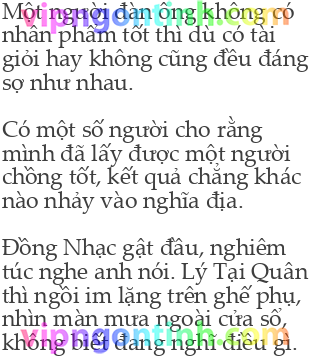 Một người đàn ông không có
nhân phẩm tốt thì dù có tài
giỏi hay không cũng đều đáng
sợ như nhau.
Có một số người cho rằng
mình đã lấy được một người
chồng tốt, kết quả chẳng khác
nào nhảy vào nghĩa địa.
Đồng Nhạc gật đầu, nghiêm
túc nghe anh nói. Lý Tại Quân
thì ngồi im lặng trên ghế phụ,
nhìn màn mưa ngoài cửa sổ,
không biết đang nghĩ điều gì.
vipngontinh.com
vipngontinh.com